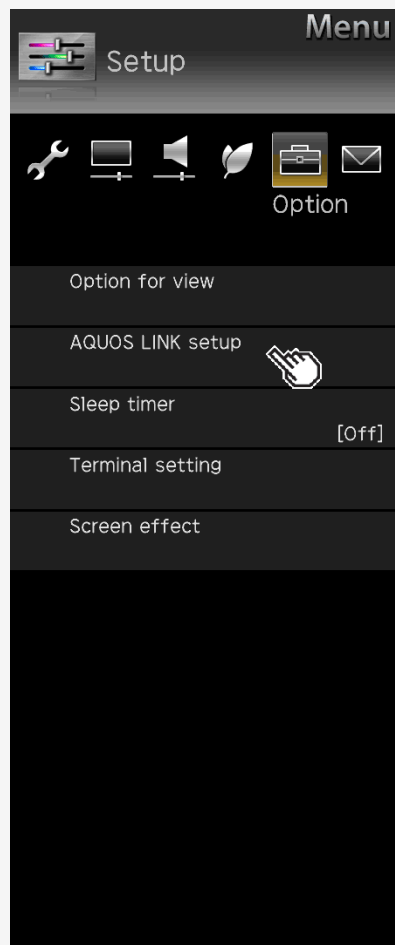 Menu
Setup
Option
Option for view
AQUOS LINK setup
Sleep timer
[Off]
Terminal setting
Screen effect